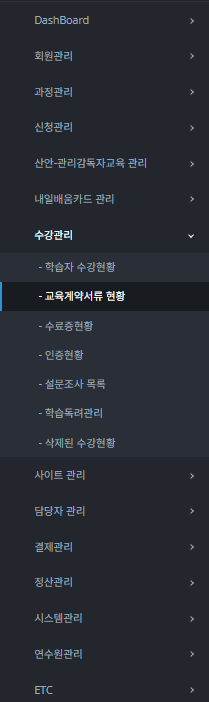 DashBoard
회원관리
과정관리
신청관리
산안-관리감독자교육 관리
내일배움카드 관리
수강관리
- 학습자 수강현황
- 교육계약서류 현황
- 수료증현황
- 인증현황
- 설문조사 목록
- 학습독려관리
- 삭제된 수강현황
사이트 관리
담당자 관리
결제관리
정산관리
시스템관리
연수원관리
ETC